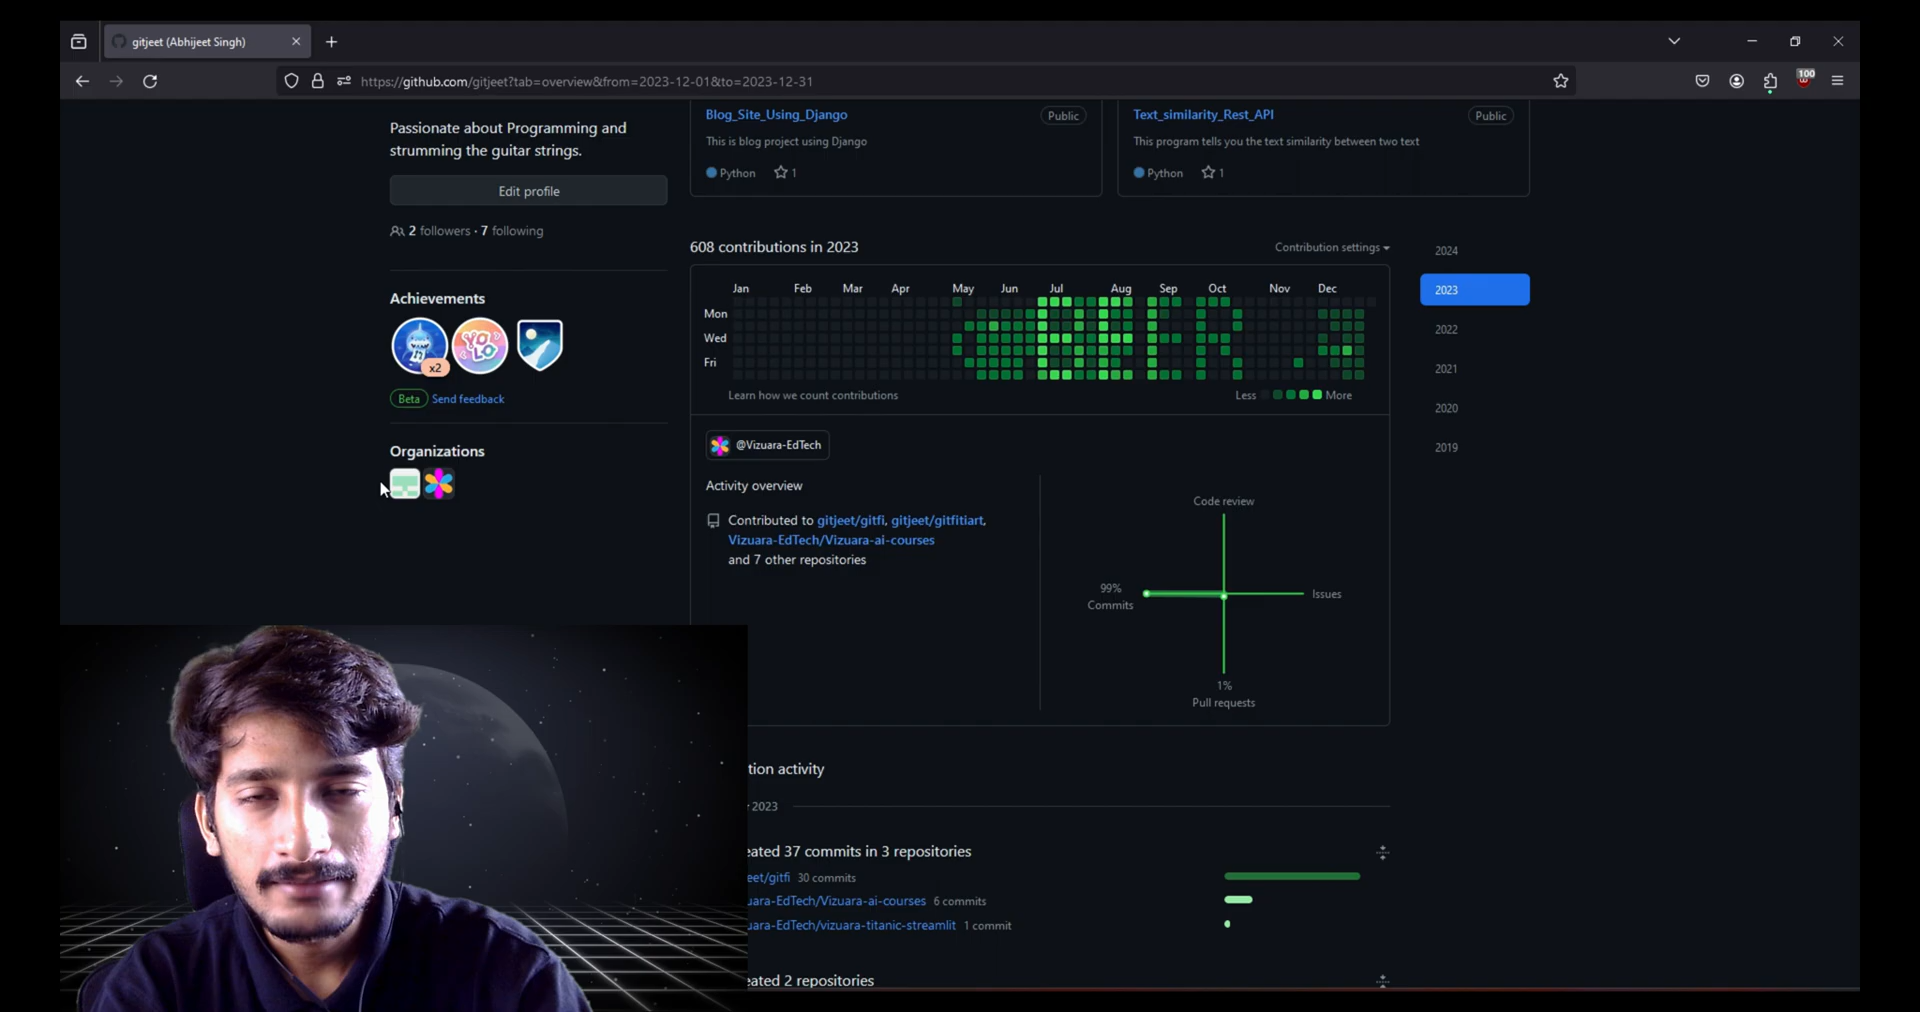 gitjeet (Abhijeet Singh)
https://github.com/gitjeet?tab=overview&from=2023-12-01&to=2023-12-31
100
Passionate about Programming and
strumming the guitar strings.
Edit profile
2 followers · 7 following
Achievements
YOLO
x2
Beta Send feedback
Organizations
Blog_Site_Using_Django Public
This is blog project using Django
Python 1
Text_similarity_Rest_API Public
This program tells you the text similarity between two text
Python 1
608 contributions in 2023
Contribution settings
Jan Feb Mar Apr May Jun Jul Aug Sep Oct Nov Dec
Mon
Wed
Fri
Learn how we count contributions
Less More
2024
2023
2022
2021
2020
2019
@Vizuara-EdTech
Activity overview
Contributed to gitjeet/gitfi, gitjeet/gitfitiart,
Vizuara-EdTech/Vizuara-ai-courses
and 7 other repositories
Code review
99%
Commits
Issues
1%
Pull requests
tion activity
2023
eated 37 commits in 3 repositories
eet/gitfi 30 commits
uara-EdTech/Vizuara-ai-courses 6 commits
uara-EdTech/vizuara-titanic-streamlit 1 commit
eated 2 repositories